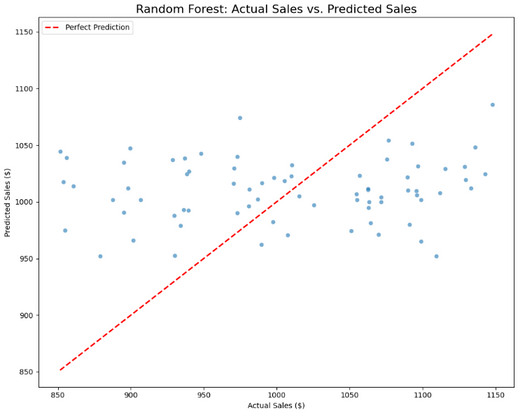 Random Forest: Actual Sales vs. Predicted Sales
Perfect Prediction
Predicted Sales ($)
1150
1100
1050
1000
950
900
850
850 900 950 1000 1050 1100 1150
Actual Sales ($)